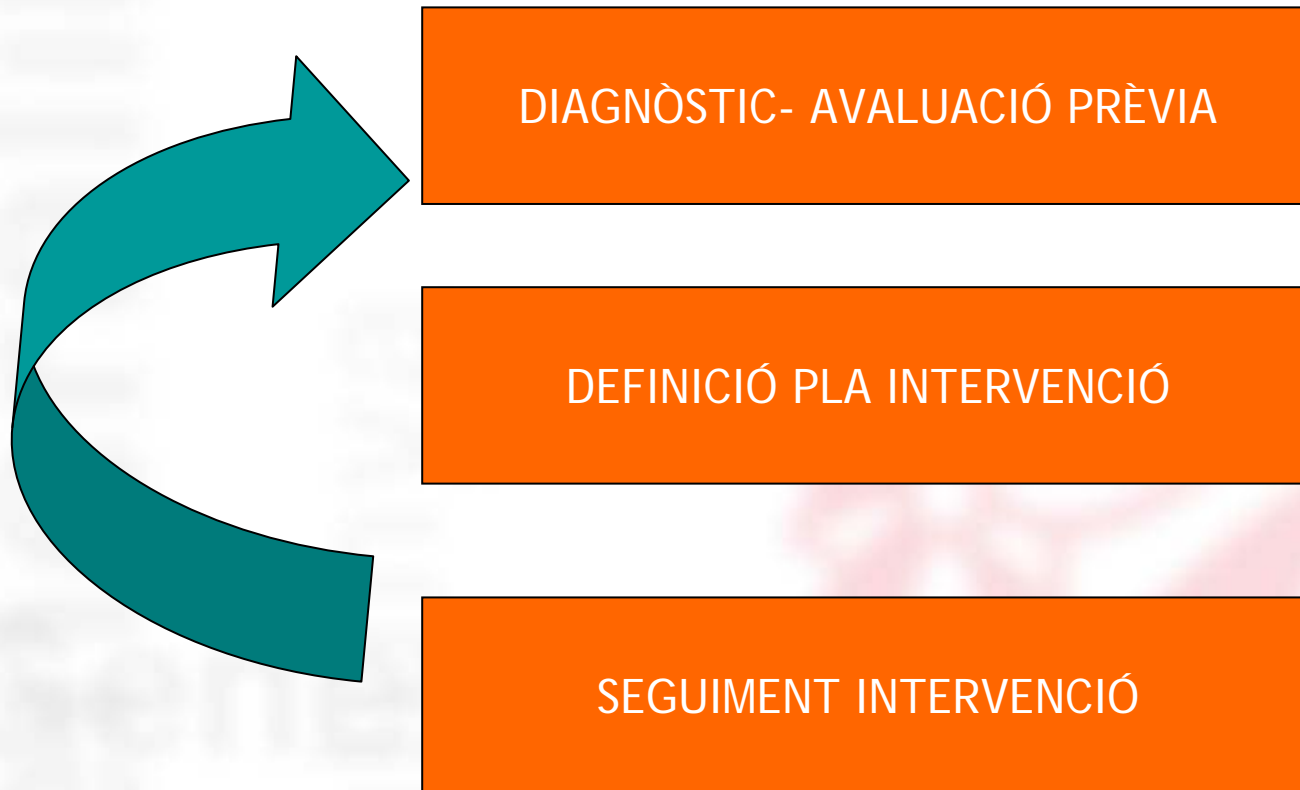 DIAGNÒSTIC- AVALUACIÓ PRÈVIA
DEFINICIÓ PLA INTERVENCIÓ
SEGUIMENT INTERVENCIÓ